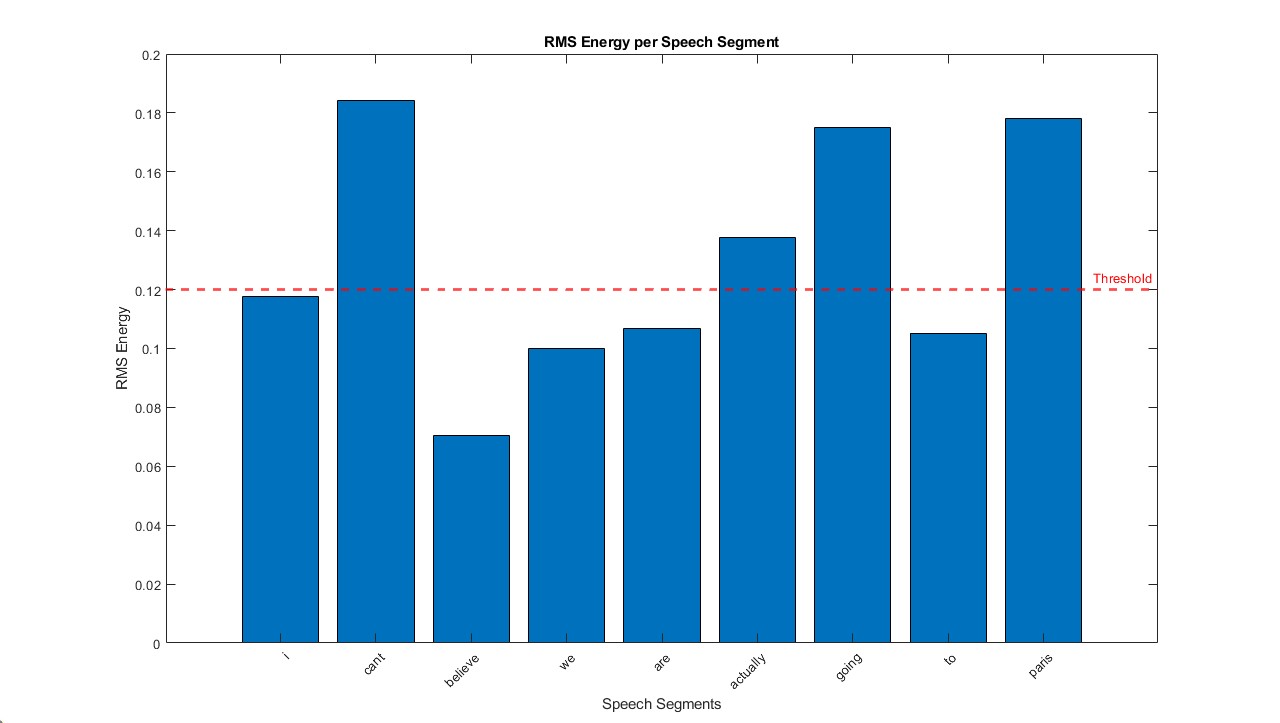 RMS Energy per Speech Segment
0.2
0.18
0.16
0.14
0.12
0.1
0.08
0.06
0.04
0.02
0
RMS Energy
Threshold
i
cant
believe
we
are
actually
going
to
paris
Speech Segments